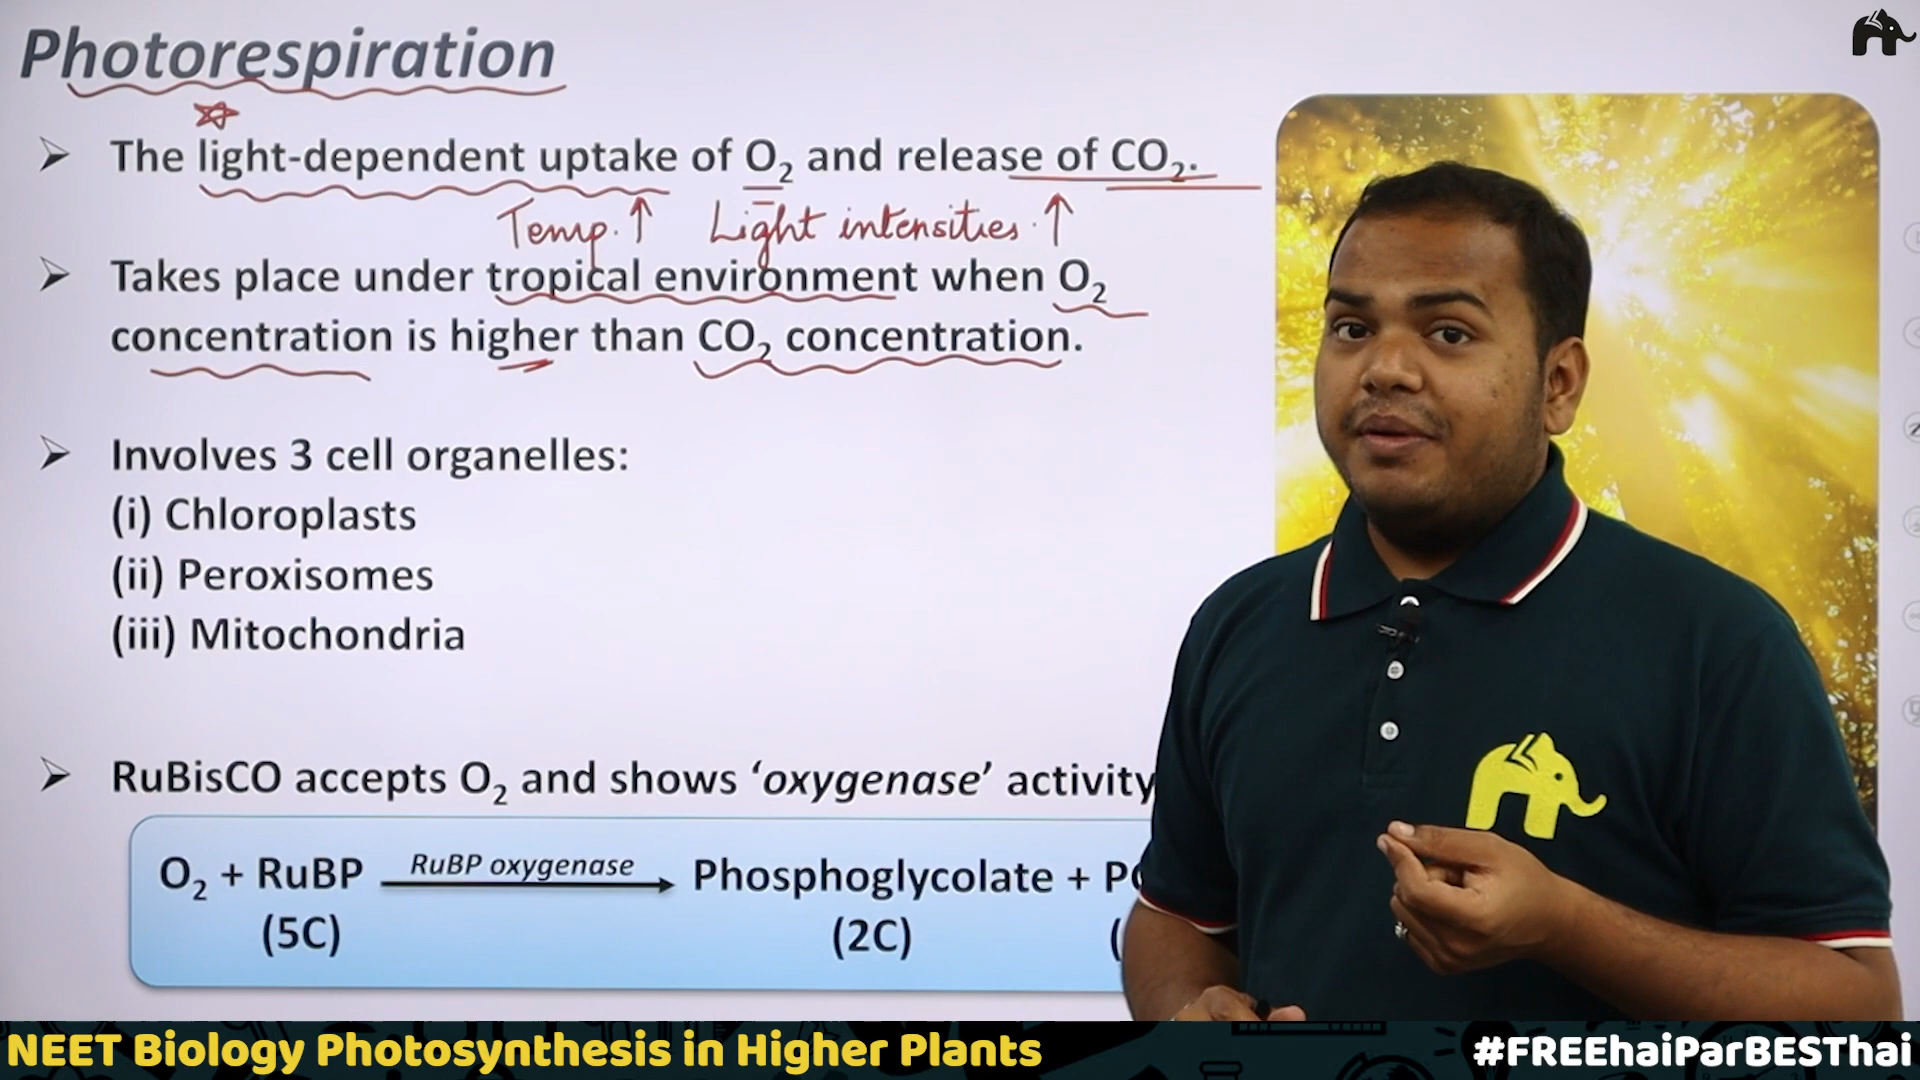 Photorespiration
➢ The light-dependent uptake of O₂ and release of CO₂.
Temp. ↑ Light intensities ↑
➢ Takes place under tropical environment when O₂
concentration is higher than CO₂ concentration.
➢ Involves 3 cell organelles:
(i) Chloroplasts
(ii) Peroxisomes
(iii) Mitochondria
➢ RuBisCO accepts O₂ and shows ‘oxygenase’ activity
RuBP oxygenase
O₂ + RuBP → Phosphoglycolate +
(5C) (2C)
NEET Biology Photosynthesis in Higher Plants
#FREEhaiParBESThai